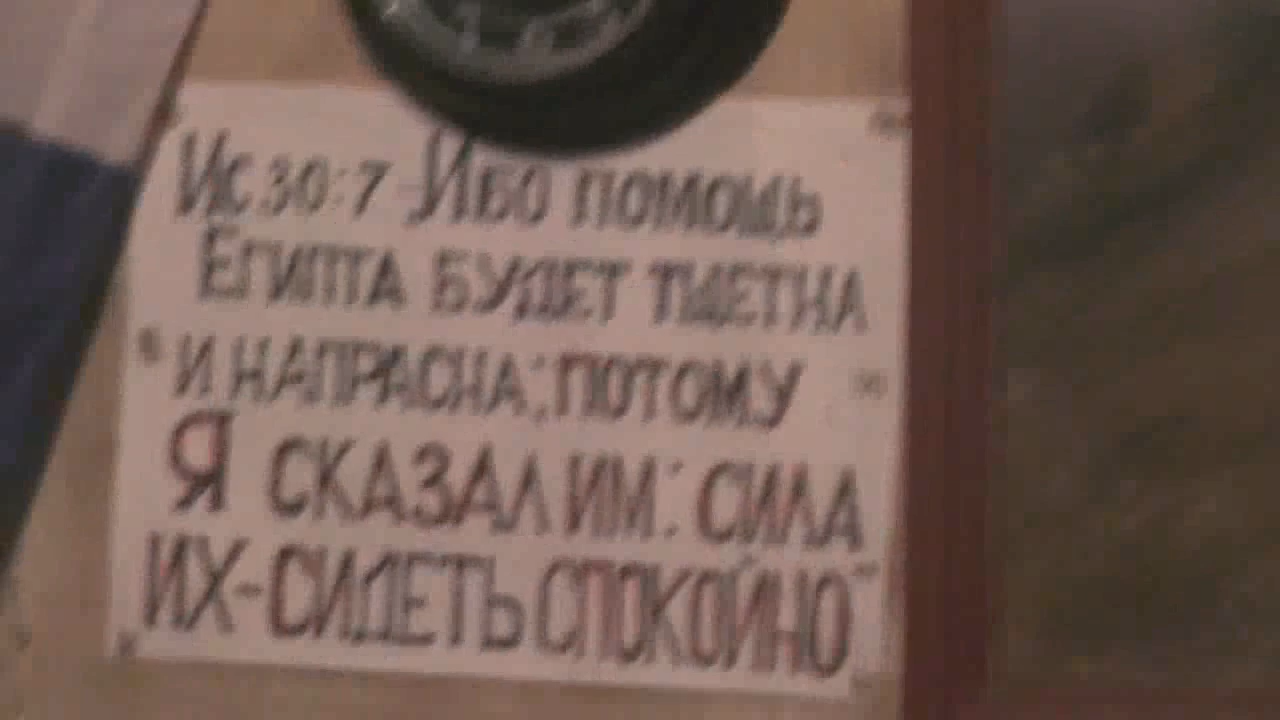 Ис 30:7 Ибо помощь
Египта будет тщетна
и напрасна; потому
Я сказал им: сила
их-сидеть спокойно"